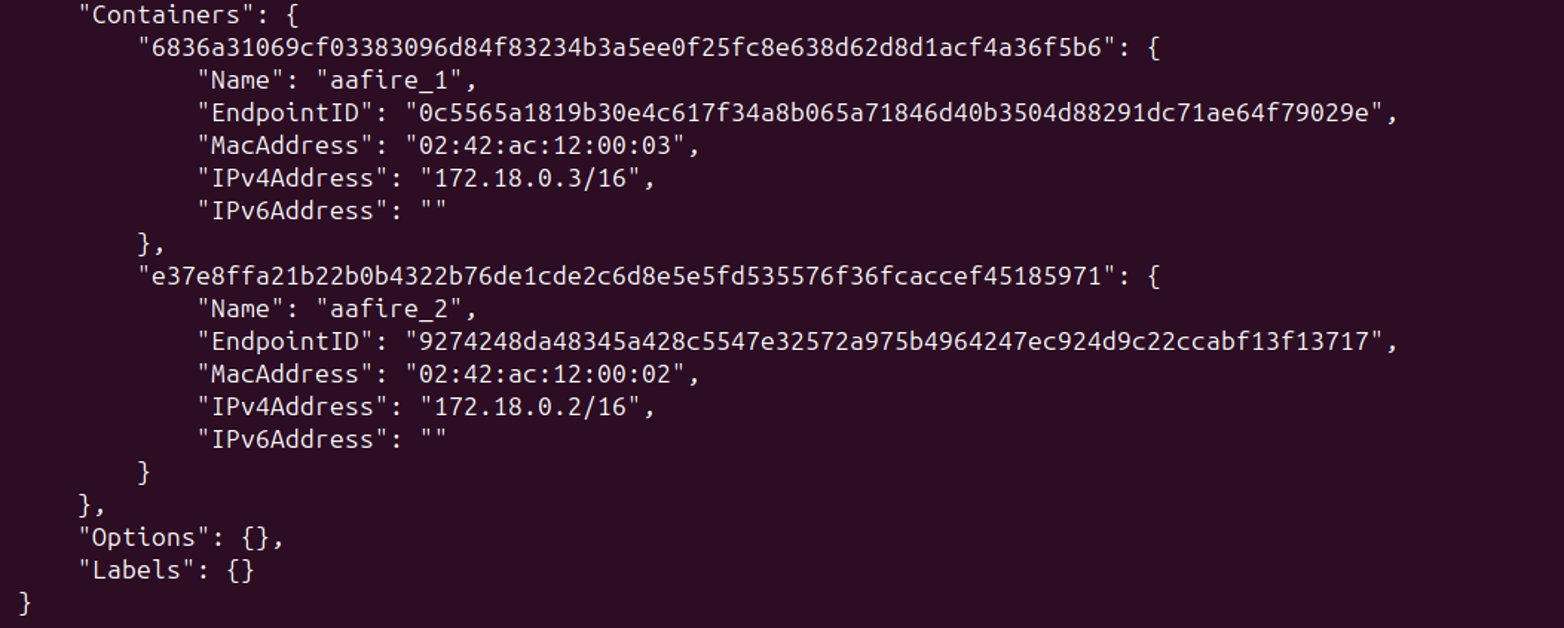 "Containers": {
"6836a31069cf03383096d84f83234b3a5ee0f25fc8e638d62d8d1acf4a36f5b6": {
"Name": "aafire_1",
"EndpointID": "0c5565a1819b30e4c617f34a8b065a71846d40b3504d88291dc71ae64f79029e",
"MacAddress": "02:42:ac:12:00:03",
"IPv4Address": "172.18.0.3/16",
"IPv6Address": ""
},
"e37e8ffa21b22b0b4322b76de1cde2c6d8e5e5fd535576f36fcaccef45185971": {
"Name": "aafire_2",
"EndpointID": "9274248da48345a428c5547e32572a975b4964247ec924d9c22ccabf13f13717",
"MacAddress": "02:42:ac:12:00:02",
"IPv4Address": "172.18.0.2/16",
"IPv6Address": ""
}
},
"Options": {},
"Labels": {}
}